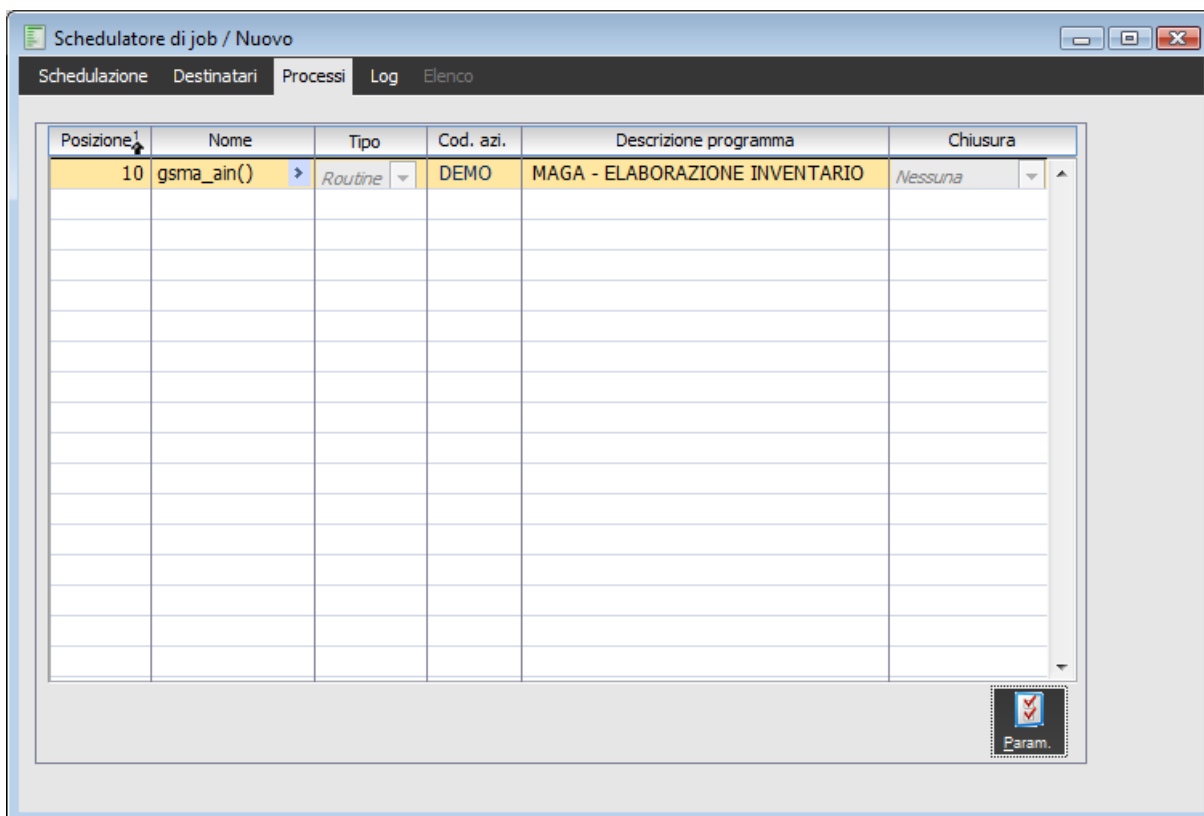 Schedulatore di job / Nuovo
Schedulazione Destinatari Processi Log Elenco
Posizione 1 Nome Tipo Cod. azi. Descrizione programma Chiusura
10 gsma_ain() Routine DEMO MAGA - ELABORAZIONE INVENTARIO Nessuna
Param.